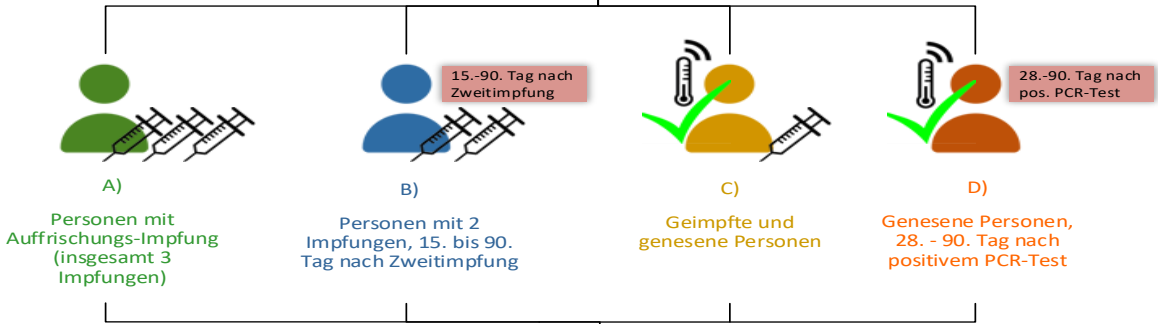 15.-90. Tag nach
Zweitimpfung
28.-90. Tag nach
pos. PCR-Test
A)
Personen mit
Auffrischungs-Impfung
(insgesamt 3
Impfungen)
B)
Personen mit 2
Impfungen, 15. bis 90.
Tag nach Zweitimpfung
C)
Geimpfte und
genesene Personen
D)
Genesene Personen,
28. - 90. Tag nach
positivem PCR-Test